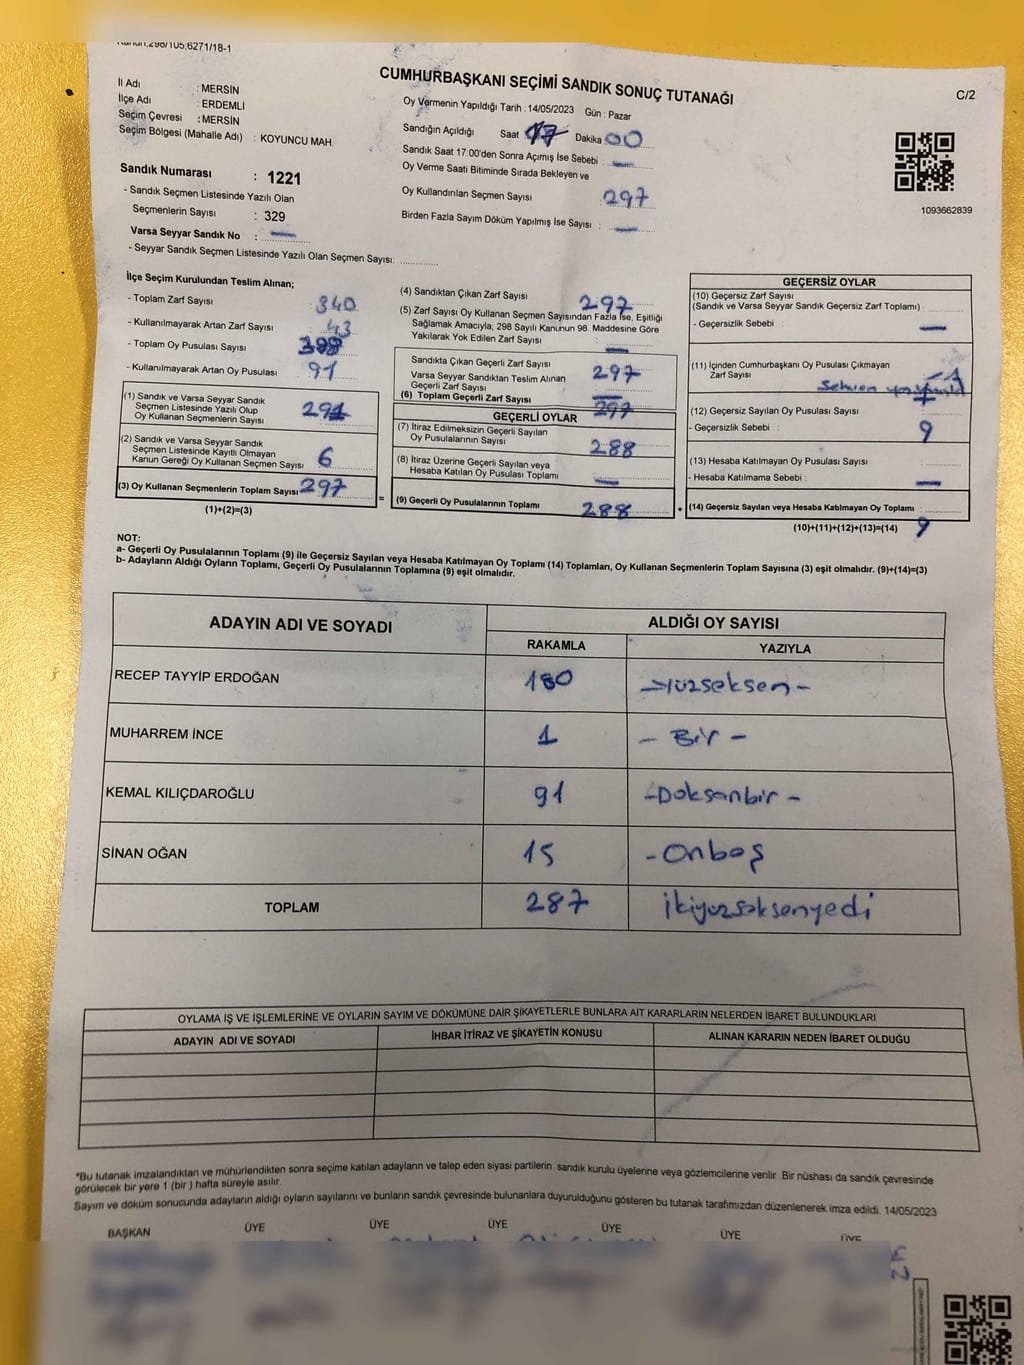 Kanun,298/105,6271/18-1
CUMHURBAŞKANI SEÇİMİ SANDIK SONUÇ TUTANAĞI
C/2
İl Adı : MERSİN
İlçe Adı : ERDEMLİ
Seçim Çevresi : MERSİN
Seçim Bölgesi (Mahalle Adı) : KOYUNCU MAH.
Oy Vermenin Yapıldığı Tarih : 14/05/2023 Gün : Pazar
Sandığın Açıldığı Saat 17 Dakika 00
Sandık Saat 17:00'den Sonra Açımış İse Sebebi : —
Oy Verme Saati Bitiminde Sırada Bekleyen ve
Oy Kullandırılan Seçmen Sayısı 297
Birden Fazla Sayım Döküm Yapılmış İse Sayısı : —
1093662839
Sandık Numarası : 1221
- Sandık Seçmen Listesinde Yazılı Olan
Seçmenlerin Sayısı : 329
Varsa Seyyar Sandık No : —
- Seyyar Sandık Seçmen Listesinde Yazılı Olan Seçmen Sayısı:
İlçe Seçim Kurulundan Teslim Alınan;
- Toplam Zarf Sayısı 340
- Kullanılmayarak Artan Zarf Sayısı 43
- Toplam Oy Pusulası Sayısı
- Kullanılmayarak Artan Oy Pusulası 91
(1) Sandık ve Varsa Seyyar Sandık
Seçmen Listesinde Yazılı Olup
Oy Kullanan Seçmenlerin Sayısı 291
(2) Sandık ve Varsa Seyyar Sandık
Seçmen Listesinde Kayıtlı Olmayan
Kanun Gereği Oy Kullanan Seçmen Sayısı 6
(3) Oy Kullanan Seçmenlerin Toplam Sayısı 297
(1)+(2)=(3)
=
(4) Sandıktan Çıkan Zarf Sayısı 297
(5) Zarf Sayısı Oy Kullanan Seçmen Sayısından Fazla İse, Eşitliği
Sağlamak Amacıyla; 298 Sayılı Kanunun 98. Maddesine Göre
Yakılarak Yok Edilen Zarf Sayısı : —
Sandıkta Çıkan Geçerli Zarf Sayısı 297
Varsa Seyyar Sandıktan Teslim Alınan
Geçerli Zarf Sayısı : —
(6) Toplam Geçerli Zarf Sayısı : 297
GEÇERLİ OYLAR
(7) İtiraz Edilmeksizin Geçerli Sayılan
Oy Pusulalarının Sayısı 288
(8) İtiraz Üzerine Geçerli Sayılan veya
Hesaba Katılan Oy Pusulası Toplamı —
(9) Geçerli Oy Pusulalarının Toplamı 288
+
GEÇERSİZ OYLAR
(10) Geçersiz Zarf Sayısı
(Sandık ve Varsa Seyyar Sandık Geçersiz Zarf Toplamı) :
- Geçersizlik Sebebi : —
(11) İçinden Cumhurbaşkanı Oy Pusulası Çıkmayan
Zarf Sayısı
(12) Geçersiz Sayılan Oy Pusulası Sayısı :
- Geçersizlik Sebebi : 9
(13) Hesaba Katılmayan Oy Pusulası Sayısı
- Hesaba Katılmama Sebebi : —
(14) Geçersiz Sayılan veya Hesaba Katılmayan Oy Toplamı : 9
(10)+(11)+(12)+(13)=(14)
NOT:
a- Geçerli Oy Pusulalarının Toplamı (9) ile Geçersiz Sayılan veya Hesaba Katılmayan Oy Toplamı (14) Toplamları, Oy Kullanan Seçmenlerin Toplam Sayısına (3) eşit olmalıdır. (9)+(14)=(3)
b- Adayların Aldığı Oyların Toplamı, Geçerli Oy Pusulalarının Toplamına (9) eşit olmalıdır.
ADAYIN ADI VE SOYADI ALDIĞI OY SAYISI
RAKAMLA YAZIYLA
RECEP TAYYİP ERDOĞAN 180 -Yüzseksen-
MUHARREM İNCE 1 - Bir -
KEMAL KILIÇDAROĞLU 91 -Doksanbir-
SİNAN OĞAN 15 -Onbeş
TOPLAM 287 ikiyüzseksenyedi
OYLAMA İŞ VE İŞLEMLERİNE VE OYLARIN SAYIM VE DÖKÜMÜNE DAİR ŞİKAYETLERLE BUNLARA AİT KARARLARIN NELERDEN İBARET BULUNDUKLARI
ADAYIN ADI VE SOYADI İHBAR İTİRAZ VE ŞİKAYETİN KONUSU ALINAN KARARIN NEDEN İBARET OLDUĞU
*Bu tutanak imzalandıktan ve mühürlendikten sonra seçime katılan adayların ve talep eden siyasi partilerin sandık kurulu üyelerine veya gözlemcilerine verilir. Bir nüshası da sandık çevresinde
görülecek bir yere 1 (bir ) hafta süreyle asılır.
Sayım ve döküm sonucunda adayların aldığı oyların sayılarını ve bunların sandık çevresinde bulunanlara duyurulduğunu gösteren bu tutanak tarafımızdan düzenlenerek imza edildi. 14/05/2023
BAŞKAN ÜYE ÜYE ÜYE ÜYE ÜYE ÜYE